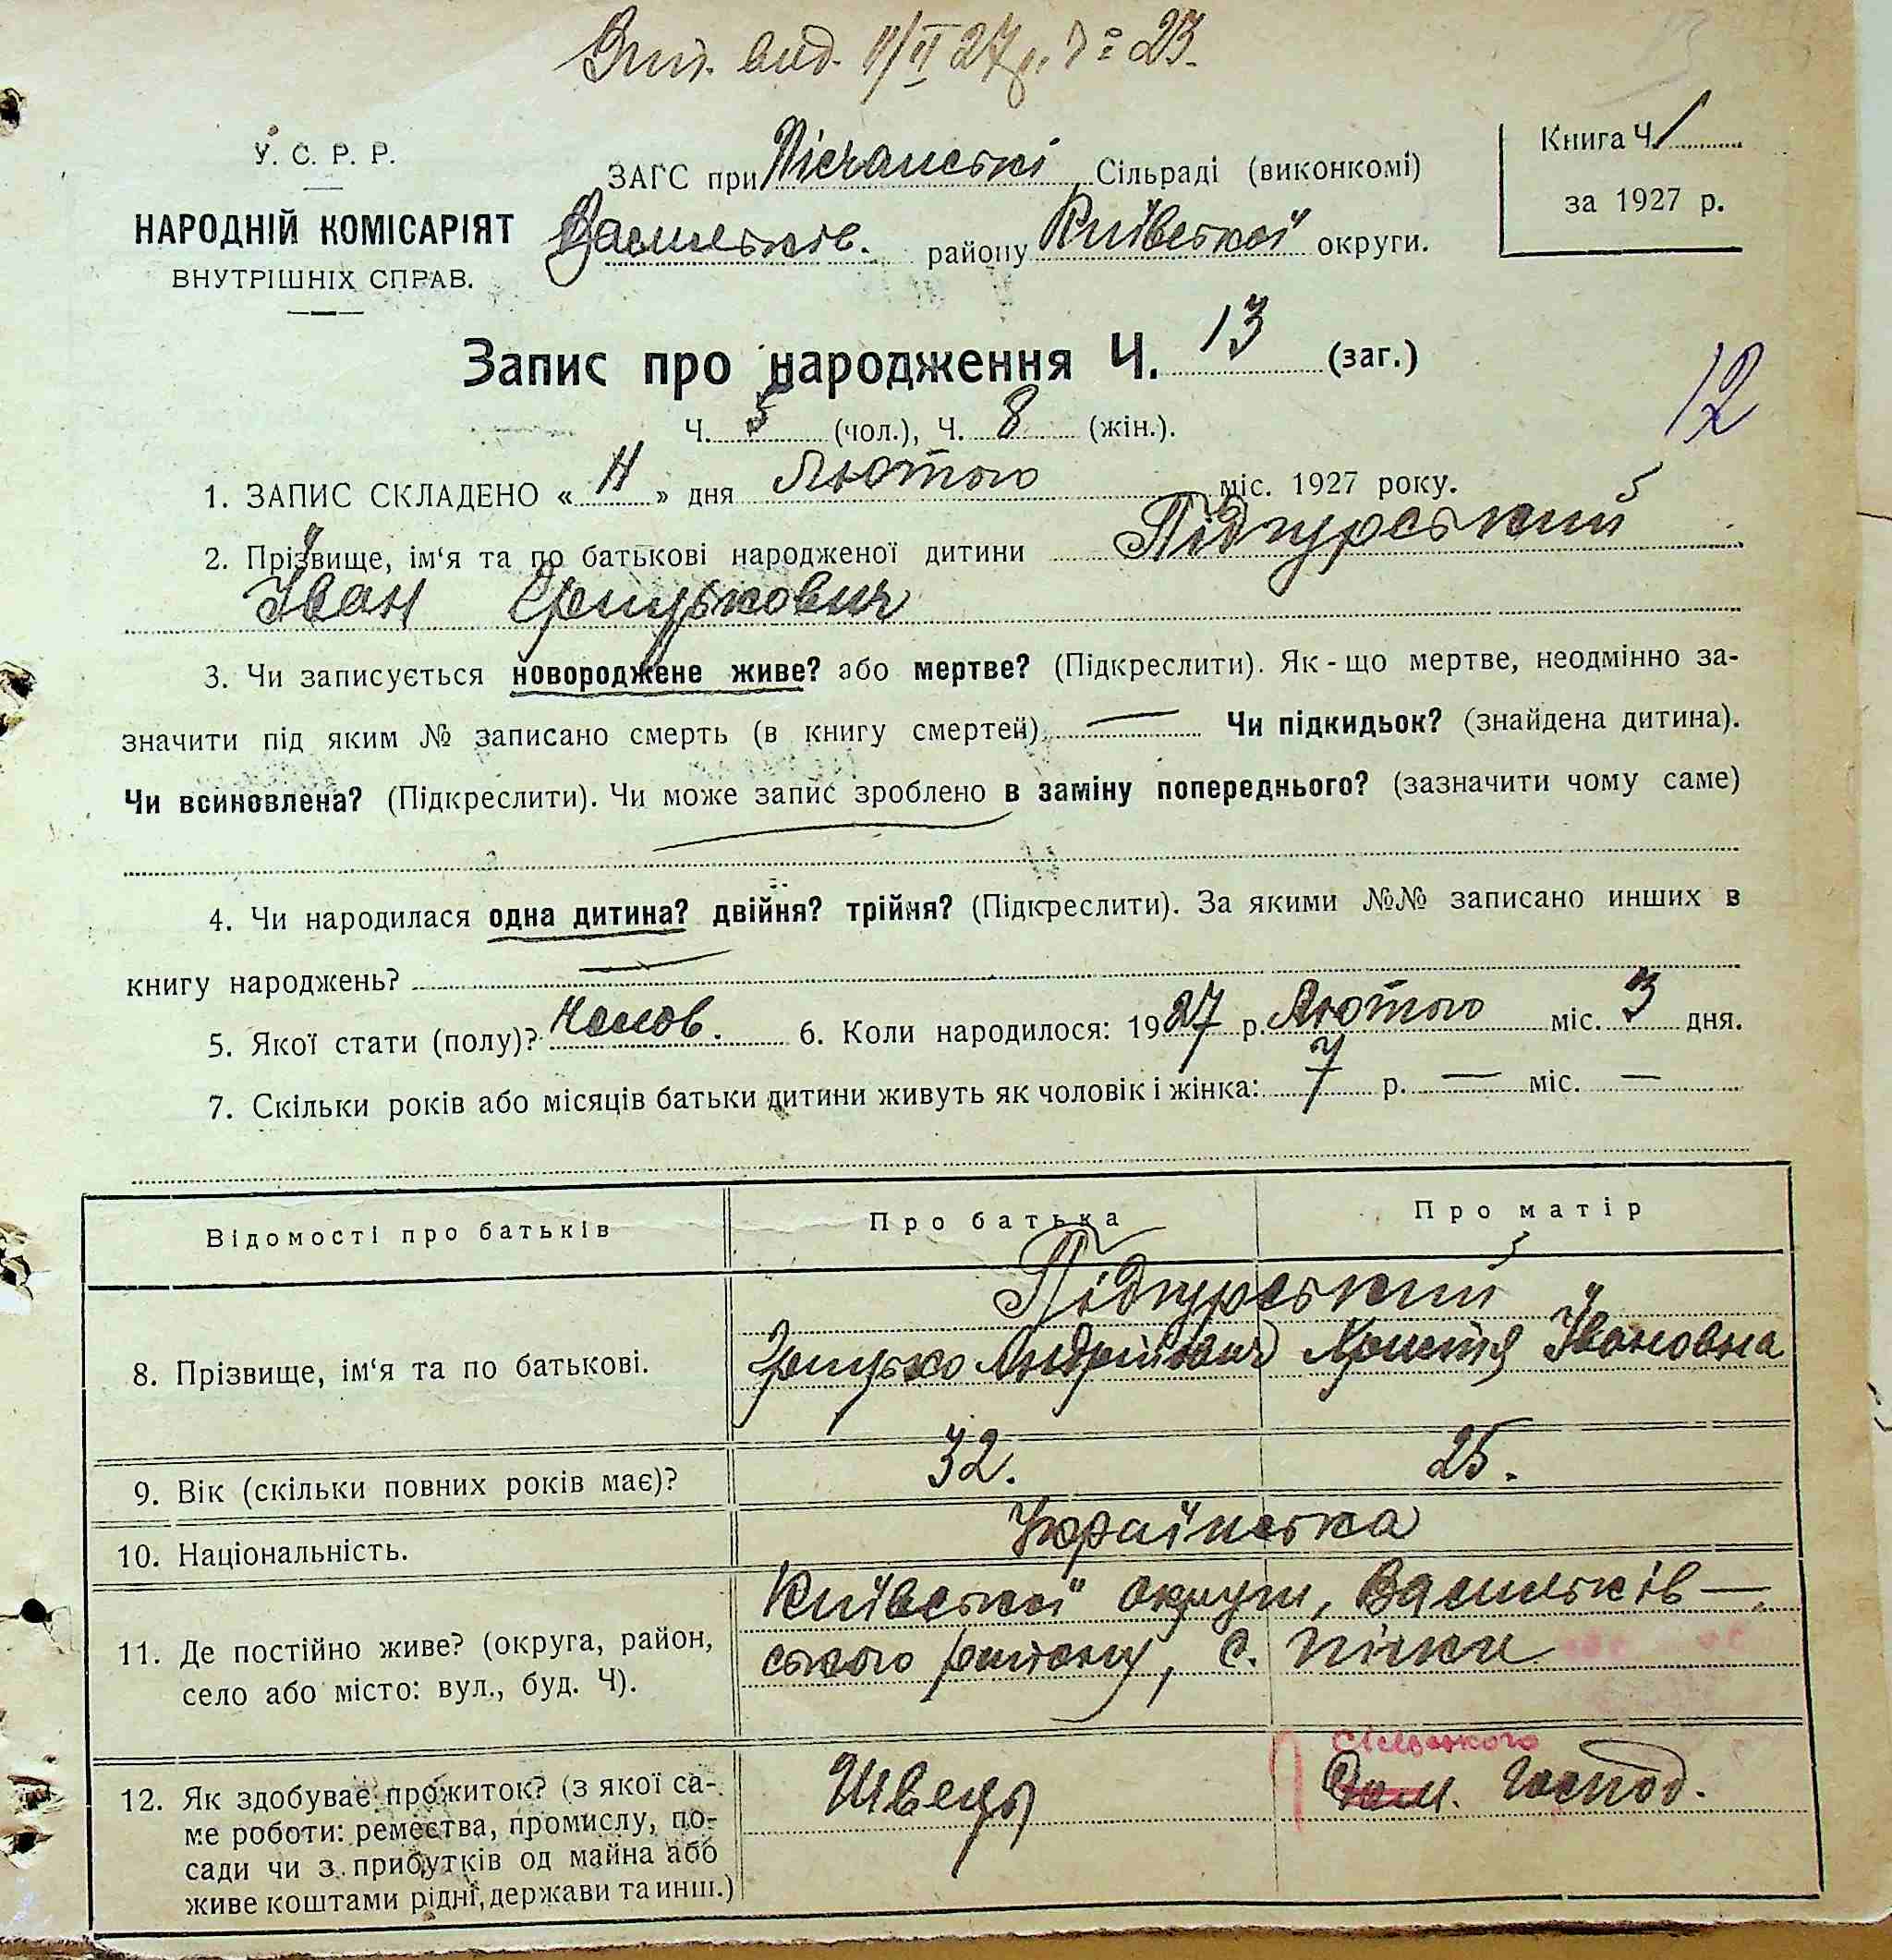 Вип. вид. 11/II 27 р. № 23.
У. С. Р. Р.
НАРОДНІЙ КОМІСАРІЯТ
ВНУТРІШНІХ СПРАВ.
ЗАГС при Пісчанські Сільраді (виконкомі)
Васильків. району Київської округи.
Книга Ч. 1
за 1927 р.
Запис про народження Ч. 13 (заг.)
Ч. 5 (чол.), Ч. 8 (жін.).
12
1. ЗАПИС СКЛАДЕНО « 11 » дня Лютого міс. 1927 року.
2. Прізвище, ім‘я та по батькові народженої дитини Підгурський
Іван Грицькович
3. Чи записується новороджене живе? або мертве? (Підкреслити). Як - що мертве, неодмінно за-
значити під яким № записано смерть (в книгу смертей) — Чи підкидьок? (знайдена дитина).
Чи всиновлена? (Підкреслити). Чи може запис зроблено в заміну попереднього? (зазначити чому саме)
4. Чи народилася одна дитина? двійня? трійня? (Підкреслити). За якими №№ записано инших в
книгу народжень? —
5. Якої стати (полу)? Чолов. 6. Коли народилося: 1927 р. Лютого міс. 3 дня.
7. Скільки років або місяців батьки дитини живуть як чоловік і жінка: 7 р. — міс. —
Відомості про батьків Про батька Про матір
Підгурський
8. Прізвище, ім‘я та по батькові. Грицько Андрійович Христя Івановна
9. Вік (скільки повних років має)? 32. 25.
10. Національність. Українська
Київської округи, Васильків—
11. Де постійно живе? (округа, район, ського району, с. Піски
село або місто: вул., буд. Ч).
сільського
12. Як здобуває прожиток? (з якої са- Швець Дом. Господ.
ме роботи: ремества, промислу, по-
сади чи з прибутків од майна або
живе коштами рідні, держави та инш.)